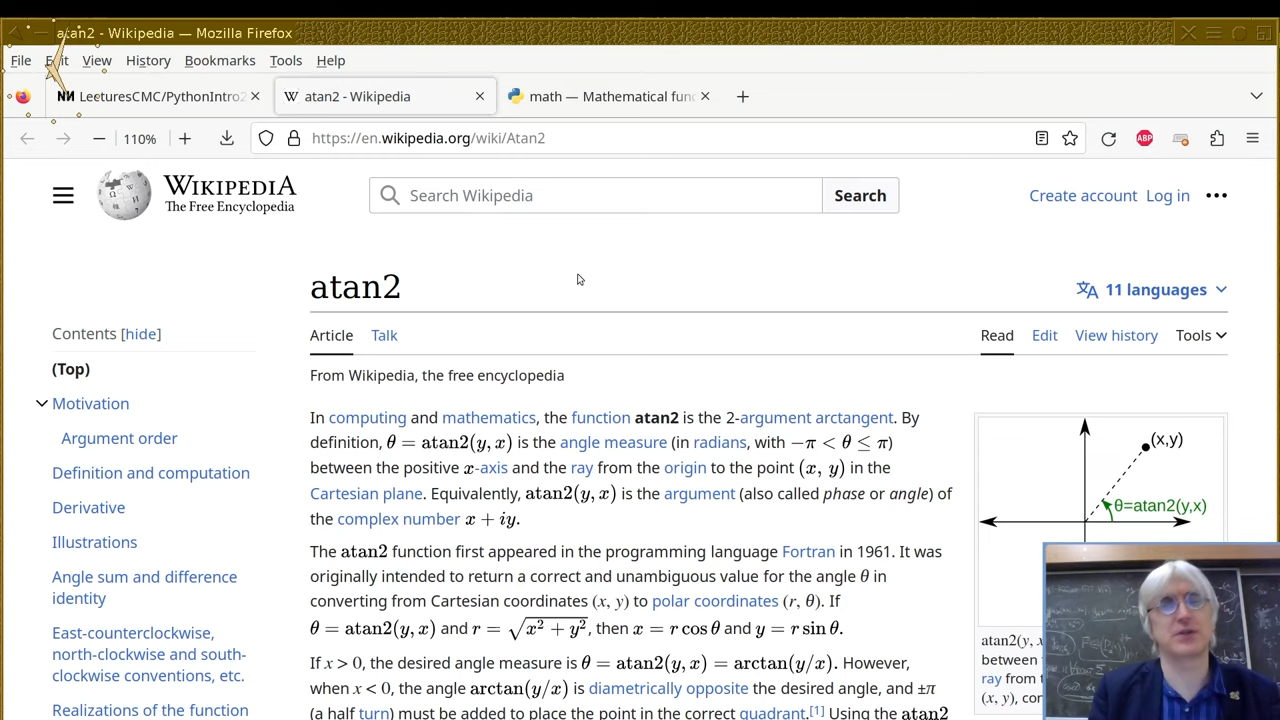 atan2 - Wikipedia — Mozilla Firefox
File Edit View History Bookmarks Tools Help
LecturesCMC/PythonIntro2
atan2 - Wikipedia
math — Mathematical func
110%
https://en.wikipedia.org/wiki/Atan2
ABP
WIKIPEDIA
The Free Encyclopedia
Search Wikipedia
Search
Create account Log in
atan2
11 languages
Contents [hide]
(Top)
Motivation
Argument order
Definition and computation
Derivative
Illustrations
Angle sum and difference
identity
East-counterclockwise,
north-clockwise and south-
clockwise conventions, etc.
Realizations of the function
Article Talk
Read Edit View history Tools
From Wikipedia, the free encyclopedia
In computing and mathematics, the function atan2 is the 2-argument arctangent. By
definition, θ = atan2(y, x) is the angle measure (in radians, with −π < θ ≤ π)
between the positive x-axis and the ray from the origin to the point (x, y) in the
Cartesian plane. Equivalently, atan2(y, x) is the argument (also called phase or angle) of
the complex number x + iy.
The atan2 function first appeared in the programming language Fortran in 1961. It was
originally intended to return a correct and unambiguous value for the angle θ in
converting from Cartesian coordinates (x, y) to polar coordinates (r, θ). If
θ = atan2(y, x) and r = √x² + y², then x = r cos θ and y = r sin θ.
If x > 0, the desired angle measure is θ = atan2(y, x) = arctan(y/x). However,
when x < 0, the angle arctan(y/x) is diametrically opposite the desired angle, and ±π
(a half turn) must be added to place the point in the correct quadrant.[1] Using the atan2
(x,y)
θ=atan2(y,x)
atan2(y, x
between
ray from
(x, y), con